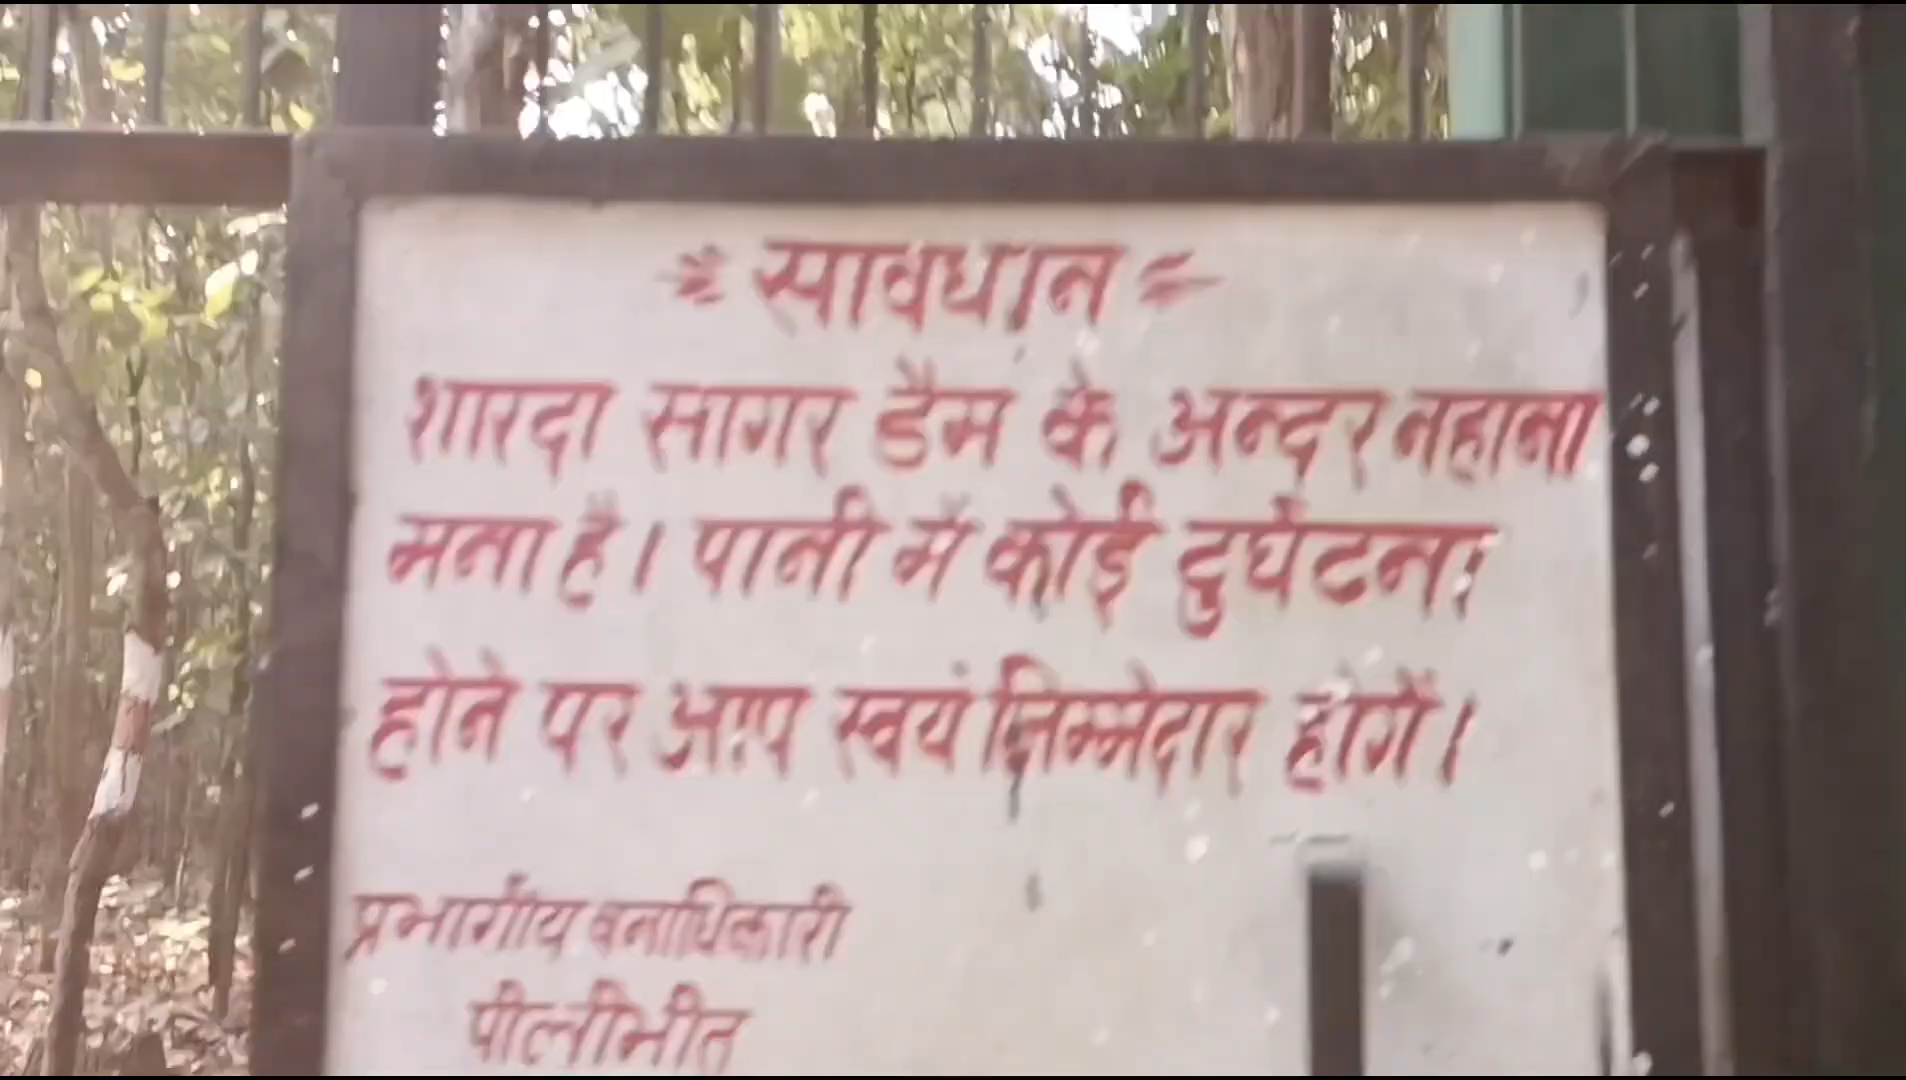 सावधान
शारदा सागर डैम के अन्दर नहाना
मना है। पानी में कोई दुर्घटना
होने पर आप स्वयं जिम्मेदार होगें।
प्रभागीय वनाधिकारी
पीलीभीत